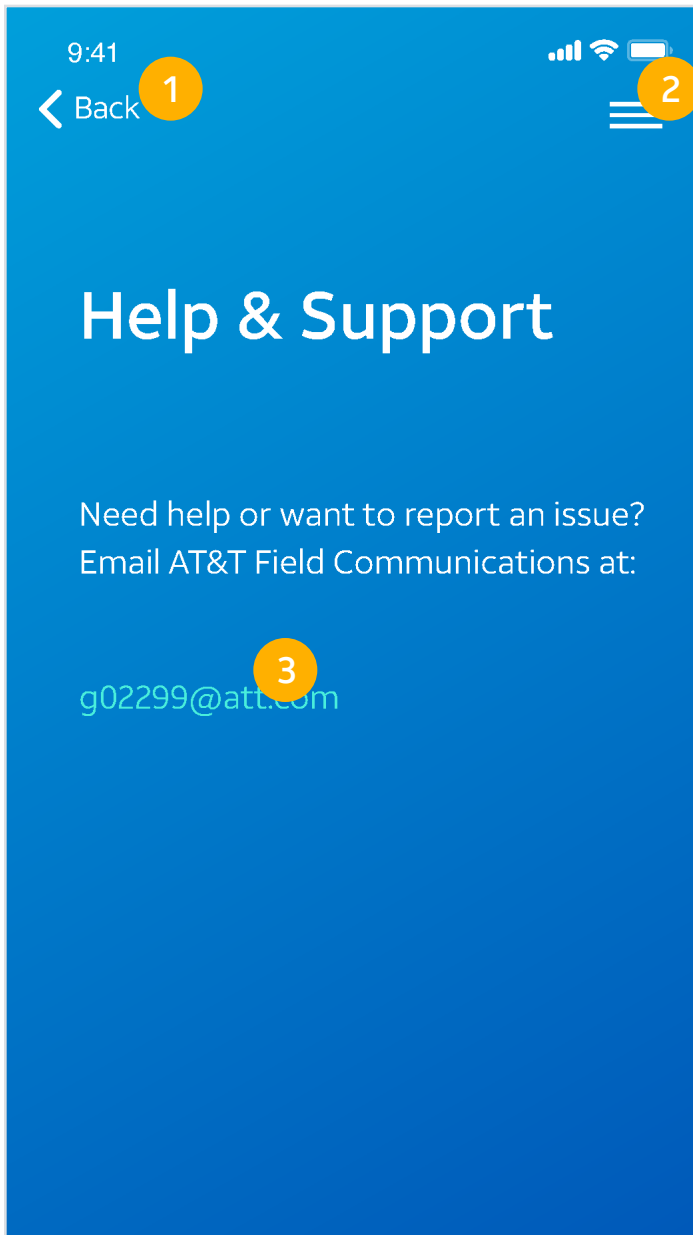 9:41
Back
1
2
Help & Support
Need help or want to report an issue?
Email AT&T Field Communications at:
3
g02299@att.com